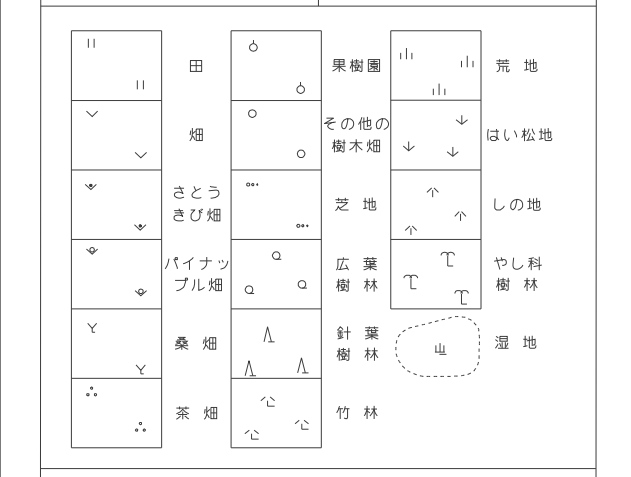 田
畑
さとう
きび畑
パイナッ
プル畑
桑畑
茶畑
果樹園
その他の
樹木畑
芝地
広葉
樹林
針葉
樹林
竹林
荒地
はい松地
しの地
やし科
樹林
湿地